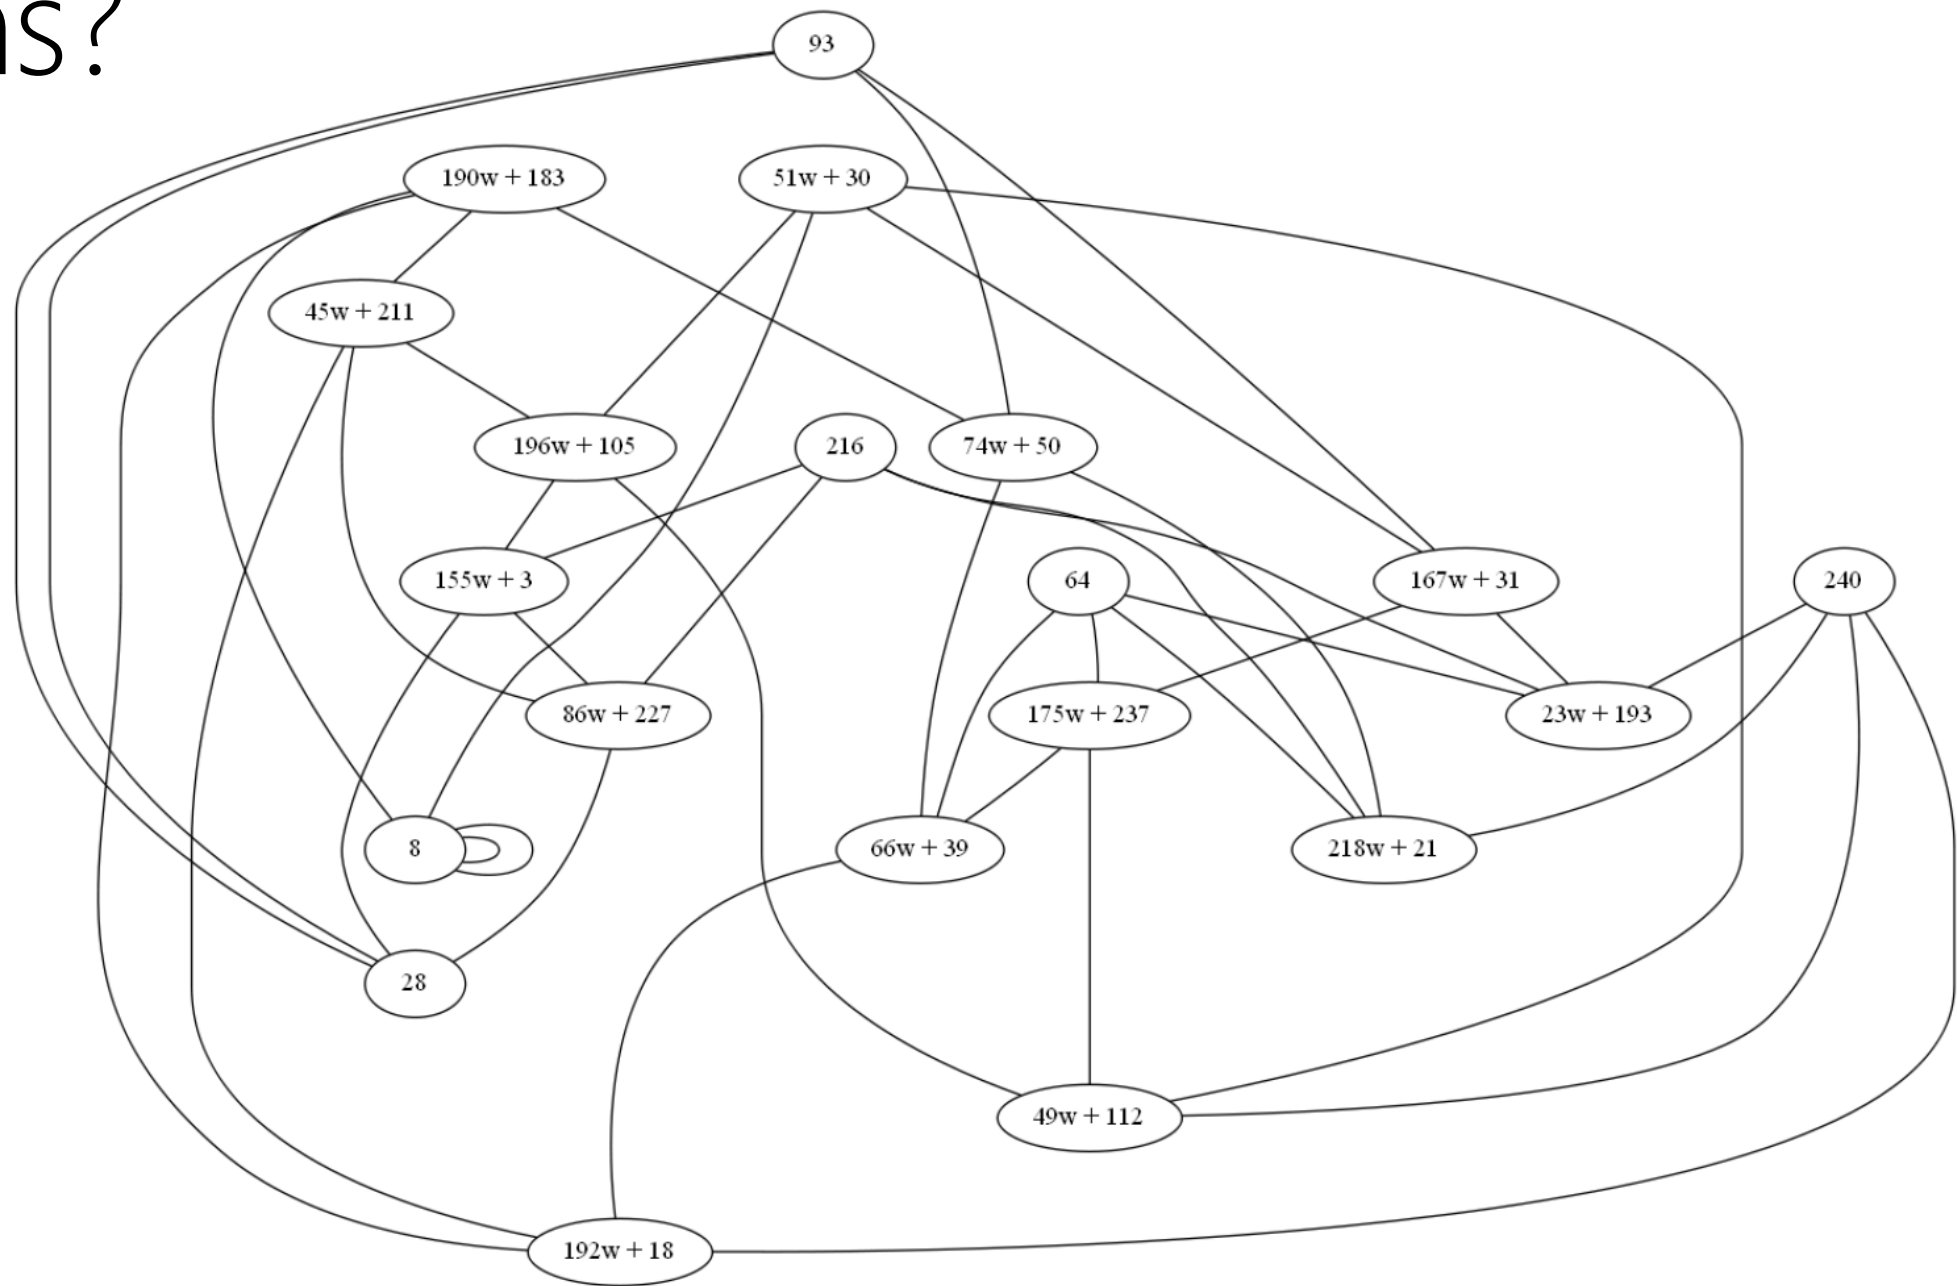 ns?
93
190w + 183
51w + 30
45w + 211
196w + 105
216
74w + 50
155w + 3
64
167w + 31
240
86w + 227
175w + 237
23w + 193
8
66w + 39
218w + 21
28
49w + 112
192w + 18